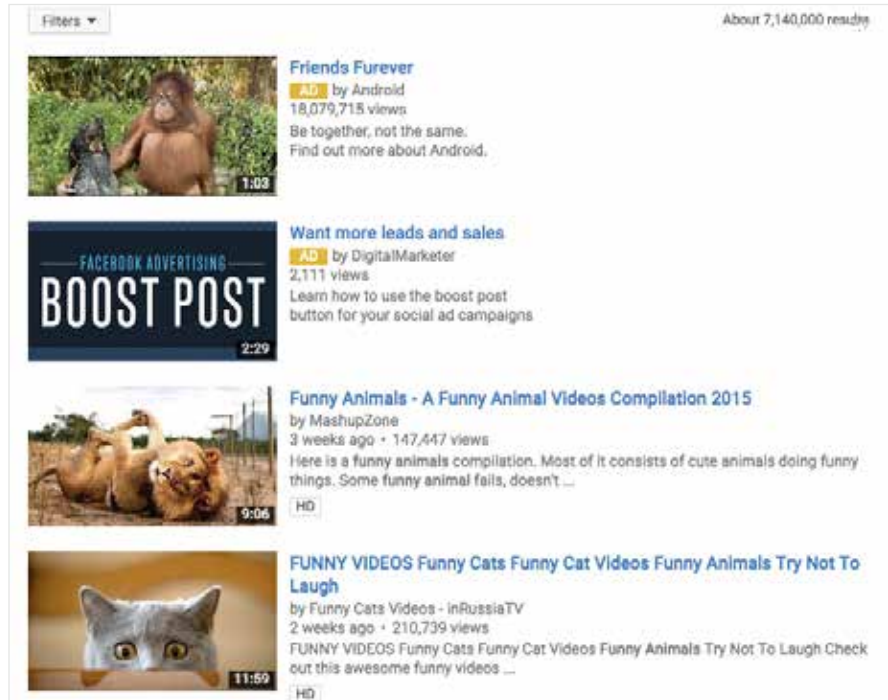 Filters ▼
About 7,140,000 results
1:03
Friends Furever
AD by Android
18,079,715 views
Be together, not the same.
Find out more about Android.
FACEBOOK ADVERTISING
BOOST POST
2:29
Want more leads and sales
AD by DigitalMarketer
2,111 views
Learn how to use the boost post
button for your social ad campaigns
9:06
Funny Animals - A Funny Animal Videos Compilation 2015
by MashupZone
3 weeks ago • 147,447 views
Here is a funny animals compilation. Most of it consists of cute animals doing funny
things. Some funny animal fails, doesn't ...
HD
11:59
FUNNY VIDEOS Funny Cats Funny Cat Videos Funny Animals Try Not To
Laugh
by Funny Cats Videos - inRussiaTV
2 weeks ago • 210,739 views
FUNNY VIDEOS Funny Cats Funny Cat Videos Funny Animals Try Not To Laugh Check
out this awesome funny videos ...
HD